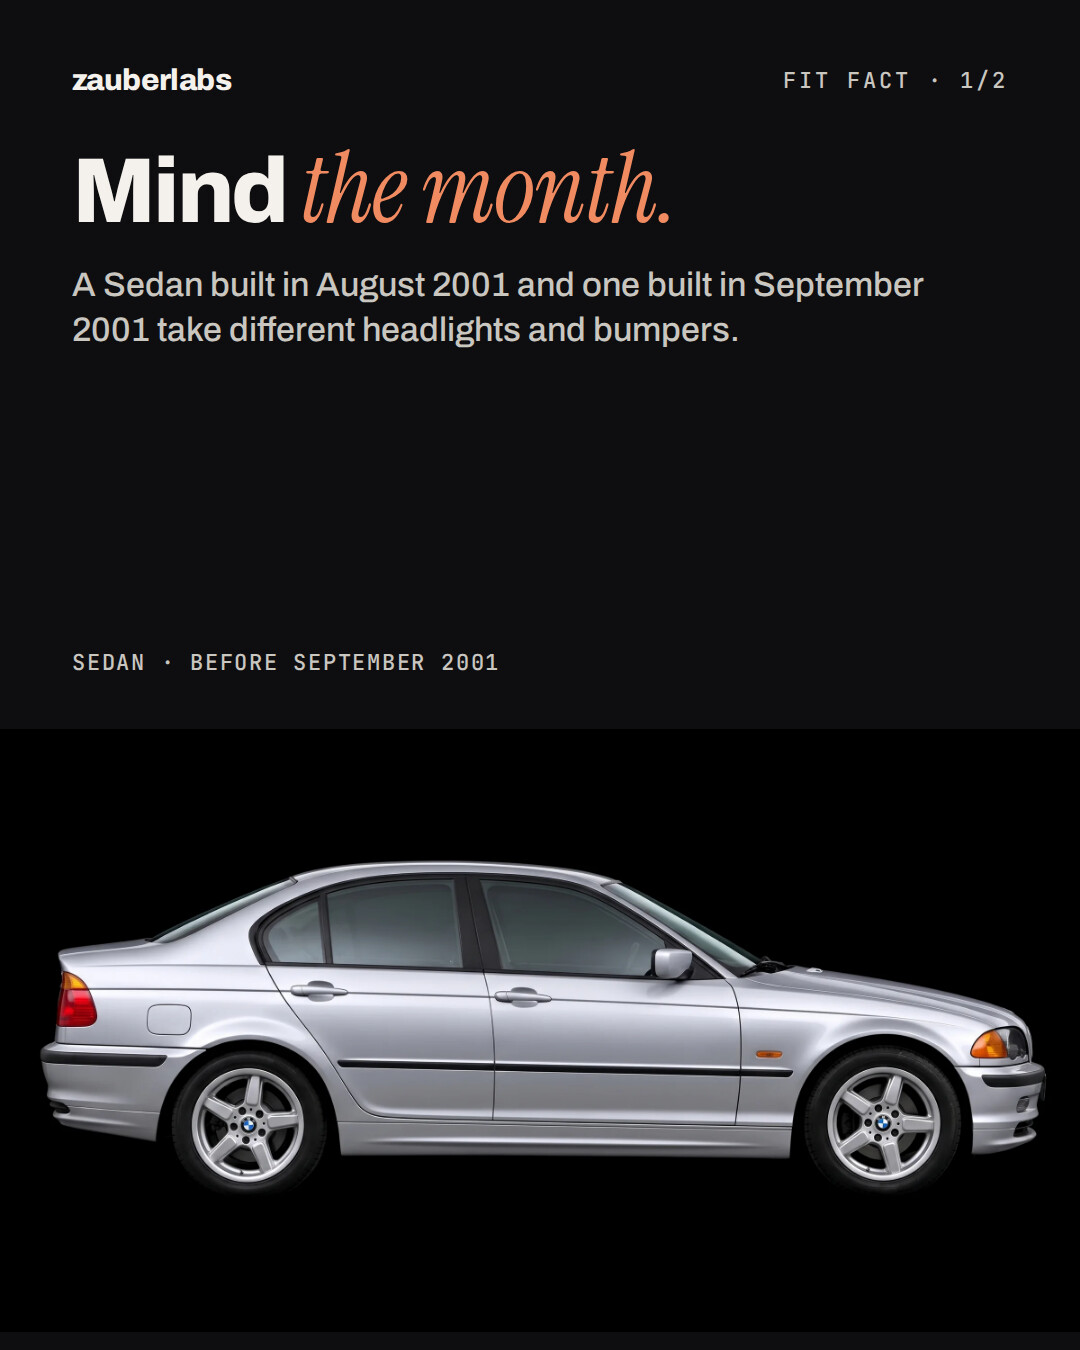 zauberlabs
FIT FACT · 1/2
Mind the month.
A Sedan built in August 2001 and one built in September
2001 take different headlights and bumpers.
SEDAN · BEFORE SEPTEMBER 2001